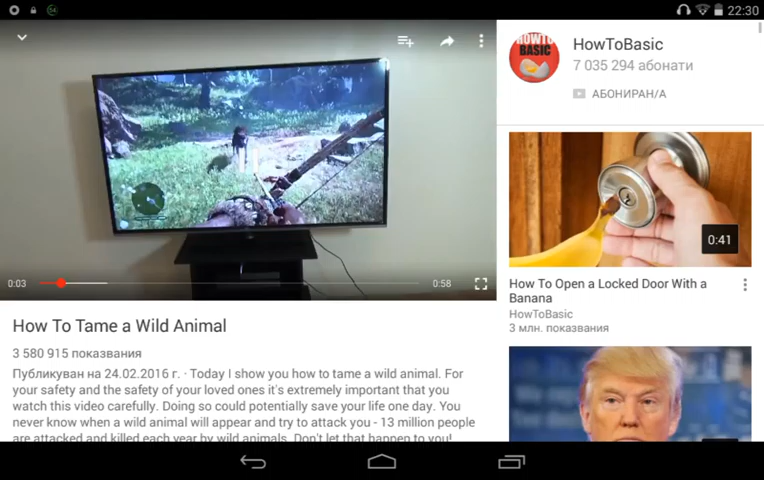 22:30
HOWTO
BASIC
HowToBasic
7 035 294 абонати
АБОНИРАН/А
0:03
0:58
0:41
How To Tame a Wild Animal
3 580 915 показвания
Публикуван на 24.02.2016 г. · Today I show you how to tame a wild animal. For
your safety and the safety of your loved ones it's extremely important that you
watch this video carefully. Doing so could potentially save your life one day. You
never know when a wild animal will appear and try to attack you - 13 million people
are attacked and killed each year by wild animals. Don't let that happen to you!
How To Open a Locked Door With a
Banana
HowToBasic
3 млн. показвания